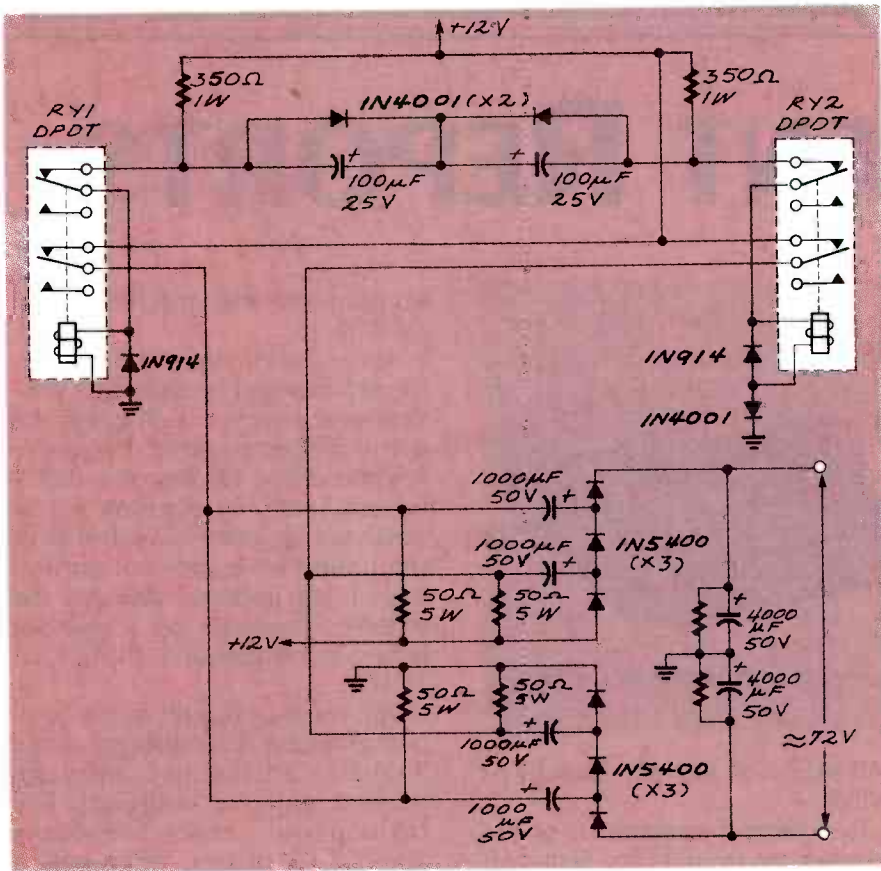 +12V
350Ω
1W
1N4001(X2)
350Ω
1W
RY1
DPDT
RY2
DPDT
+
100µF
25V
+
100µF
25V
1N914
1N914
1N4001
1000µF
50V
+
1000µF
50V
+
1N5400
(X3)
50Ω
5W
50Ω
5W
+12V
+
4000
µF
50V
+
4000
µF
50V
50Ω
5W
50Ω
5W
+
1000µF
50V
1N5400
(X3)
+
1000
µF
50V
≈72V